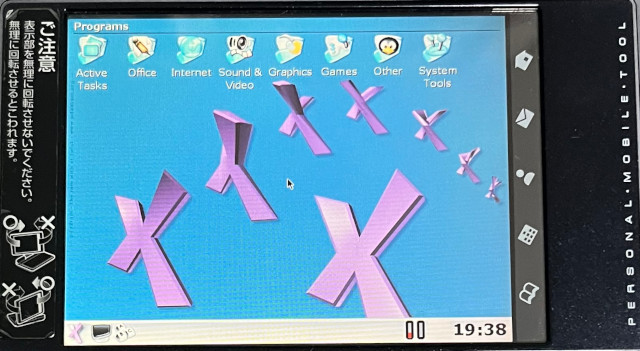 ご注意
表示部を無理に回転させないでください。
無理に回転させるとこわれます。
Programs
Active
Tasks
Office
Internet
Sound &
Video
Graphics
Games
Other
System
Tools
19:38
PERSONAL·MOBILE·TOOL